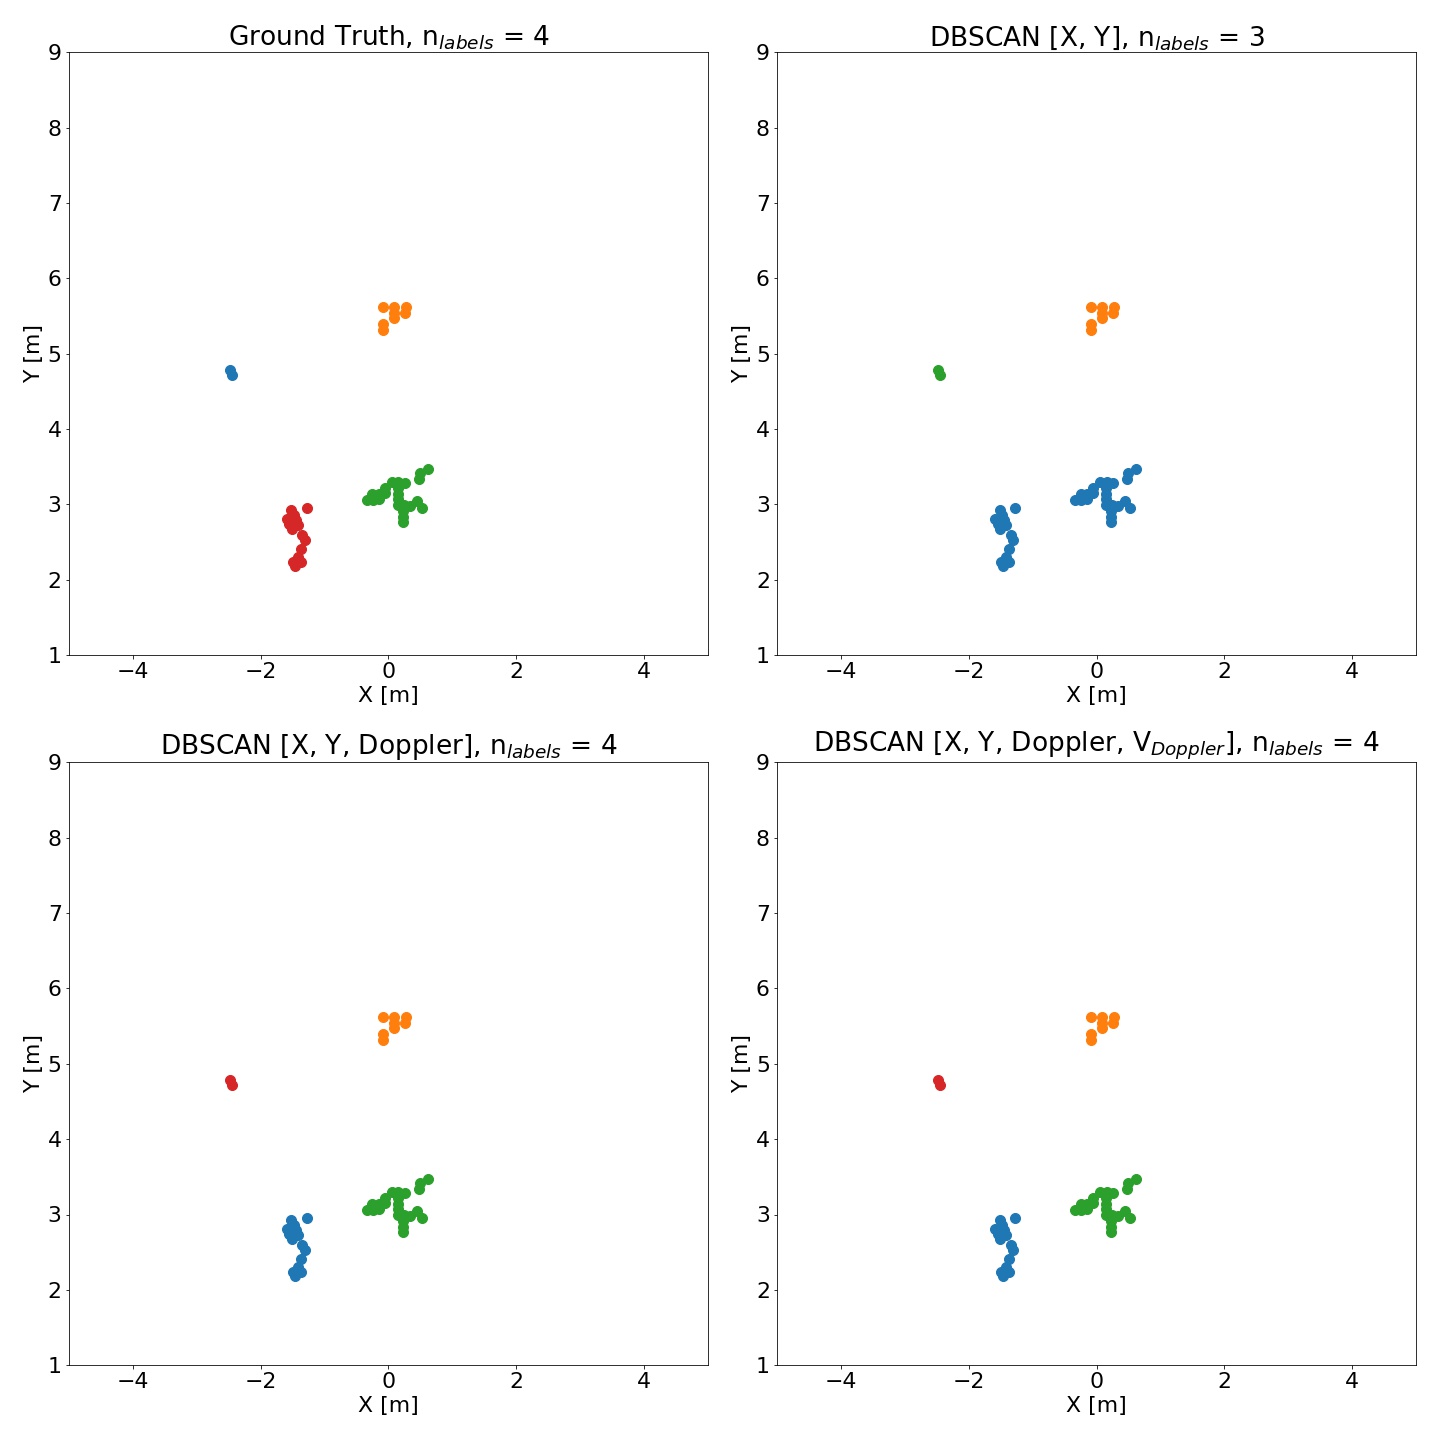 Ground Truth, n_labels = 4
9
8
7
6
5
4
3
2
1
Y [m]
−4 −2 0 2 4
X [m]
DBSCAN [X, Y], n_labels = 3
9
8
7
6
5
4
3
2
1
Y [m]
−4 −2 0 2 4
X [m]
DBSCAN [X, Y, Doppler], n_labels = 4
9
8
7
6
5
4
3
2
1
Y [m]
−4 −2 0 2 4
X [m]
DBSCAN [X, Y, Doppler, V_Doppler], n_labels = 4
9
8
7
6
5
4
3
2
1
Y [m]
−4 −2 0 2 4
X [m]